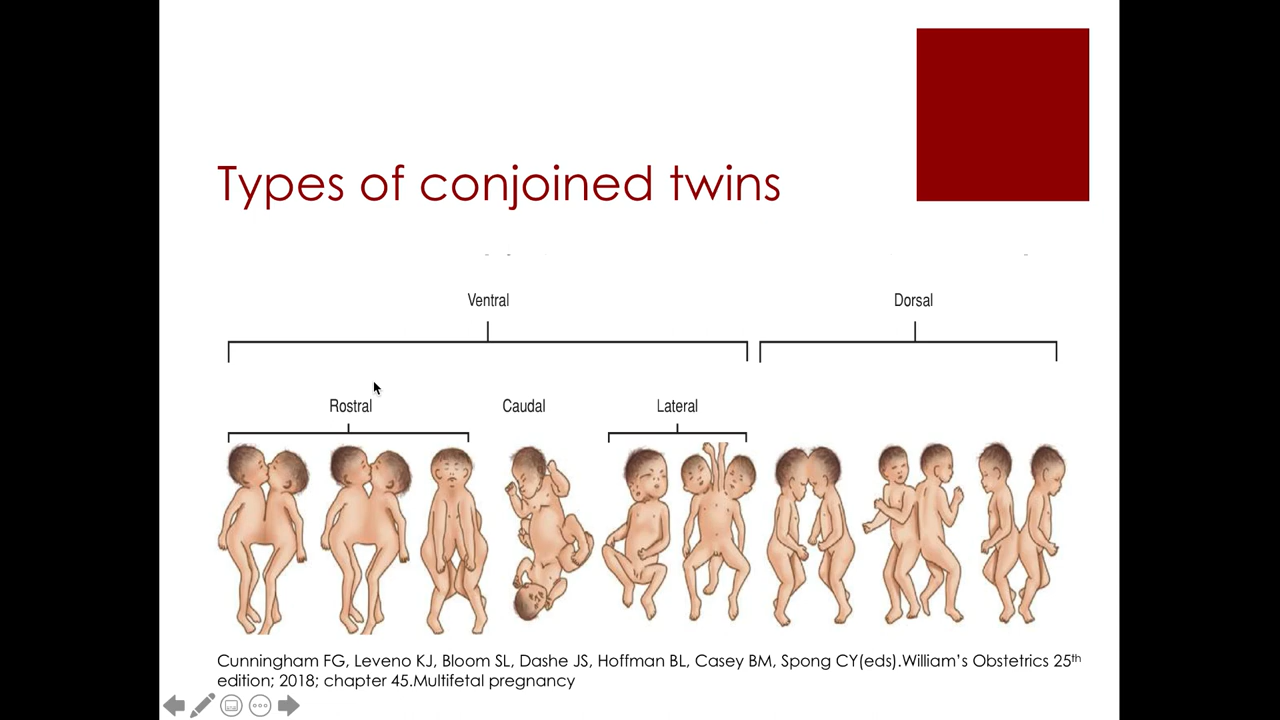 Types of conjoined twins
Ventral
Dorsal
Rostral
Caudal
Lateral
Cunningham FG, Leveno KJ, Bloom SL, Dashe JS, Hoffman BL, Casey BM, Spong CY(eds).William’s Obstetrics 25th
edition; 2018; chapter 45.Multifetal pregnancy